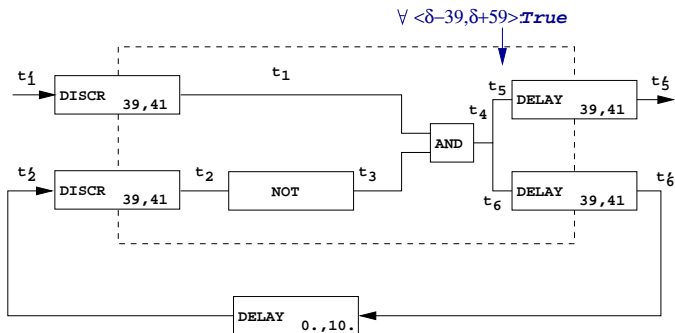 ∀ <δ−39,δ+59>:True
t₁′
DISCR
39,41
t₁
t₄
t₅
DELAY
39,41
t₅′
AND
t₂′
DISCR
39,41
t₂
NOT
t₃
t₆
DELAY
39,41
t₆′
DELAY
0.,10.